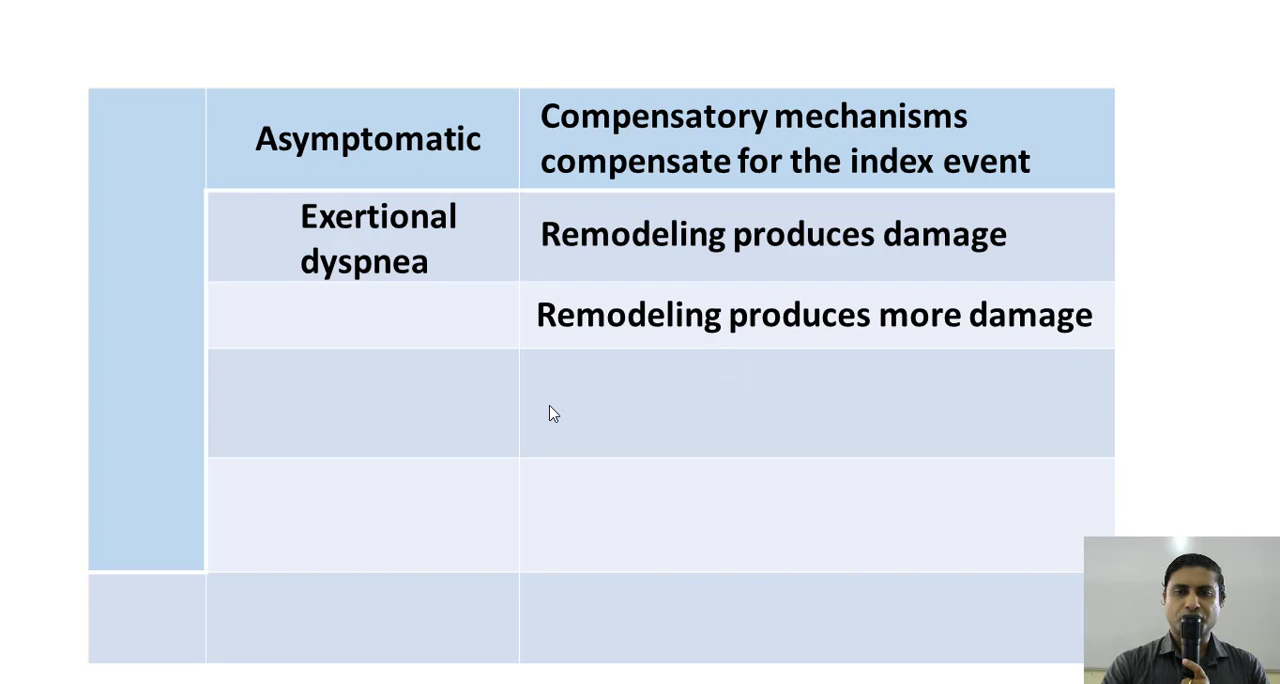 Asymptomatic
Compensatory mechanisms
compensate for the index event
Exertional
dyspnea
Remodeling produces damage
Remodeling produces more damage